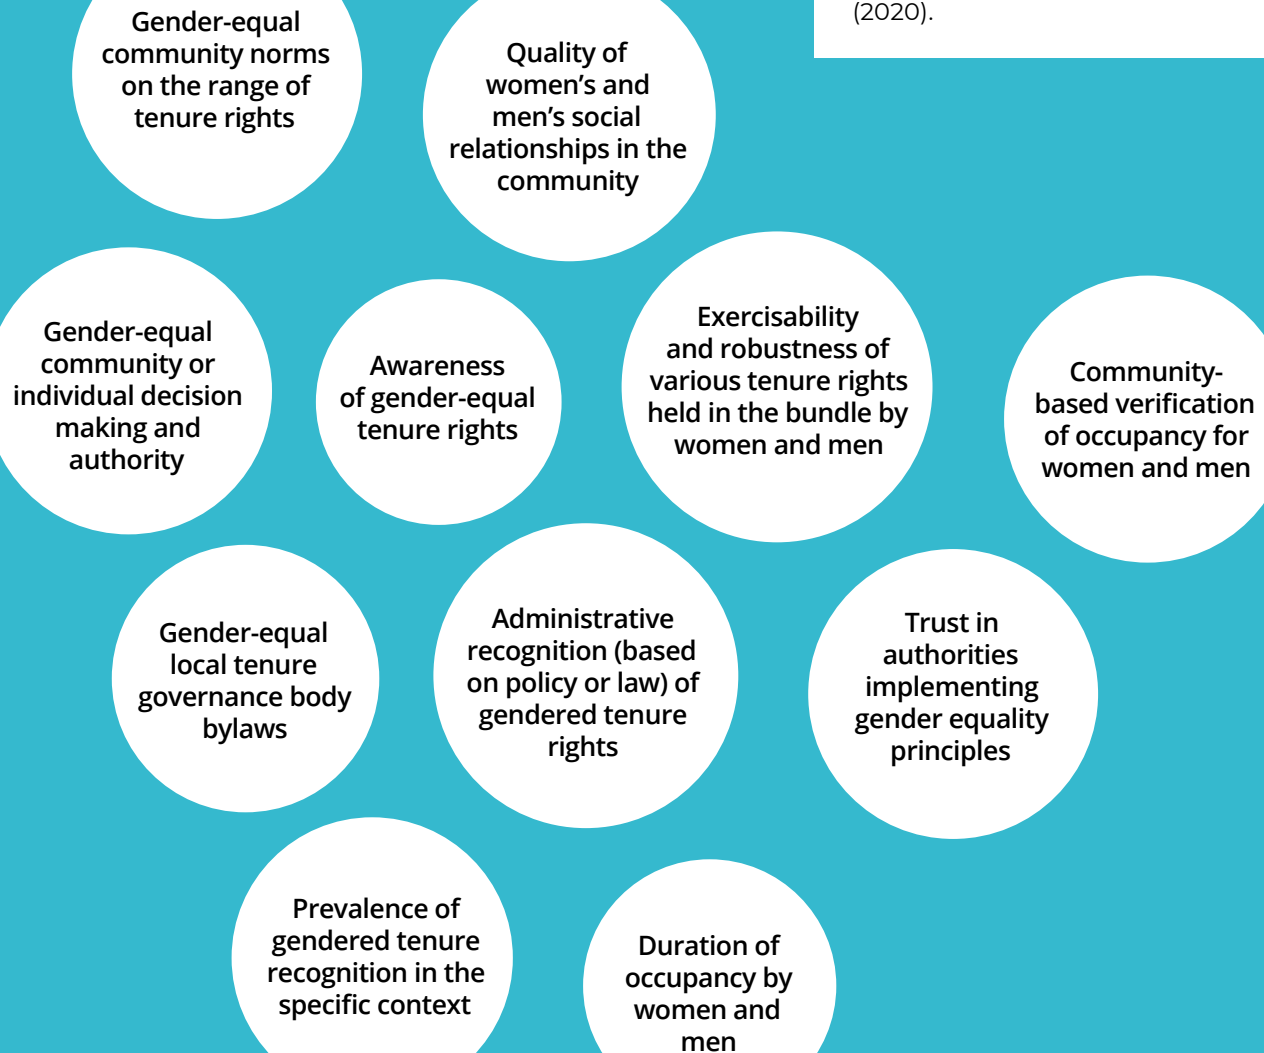 (2020).
Gender-equal
community norms
on the range of
tenure rights
Quality of
women’s and
men’s social
relationships in the
community
Gender-equal
community or
individual decision
making and
authority
Awareness
of gender-equal
tenure rights
Exercisability
and robustness of
various tenure rights
held in the bundle by
women and men
Community-
based verification
of occupancy for
women and men
Gender-equal
local tenure
governance body
bylaws
Administrative
recognition (based
on policy or law) of
gendered tenure
rights
Trust in
authorities
implementing
gender equality
principles
Prevalence of
gendered tenure
recognition in the
specific context
Duration of
occupancy by
women and
men